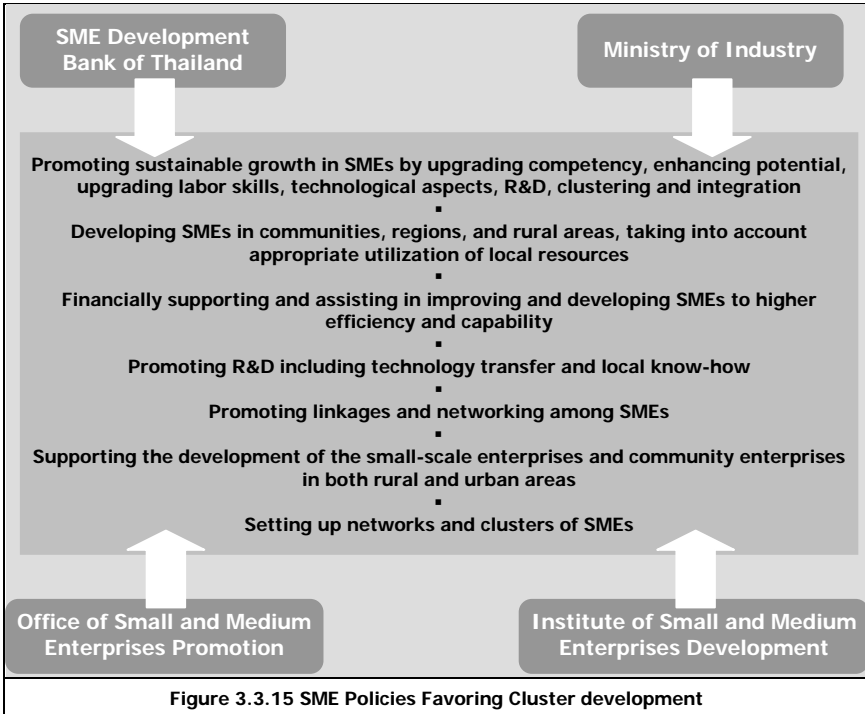 SME Development
Bank of Thailand
Ministry of Industry
Promoting sustainable growth in SMEs by upgrading competency, enhancing potential,
upgrading labor skills, technological aspects, R&D, clustering and integration
▪
Developing SMEs in communities, regions, and rural areas, taking into account
appropriate utilization of local resources
▪
Financially supporting and assisting in improving and developing SMEs to higher
efficiency and capability
▪
Promoting R&D including technology transfer and local know-how
▪
Promoting linkages and networking among SMEs
▪
Supporting the development of the small-scale enterprises and community enterprises
in both rural and urban areas
▪
Setting up networks and clusters of SMEs
Office of Small and Medium
Enterprises Promotion
Institute of Small and Medium
Enterprises Development
Figure 3.3.15 SME Policies Favoring Cluster development